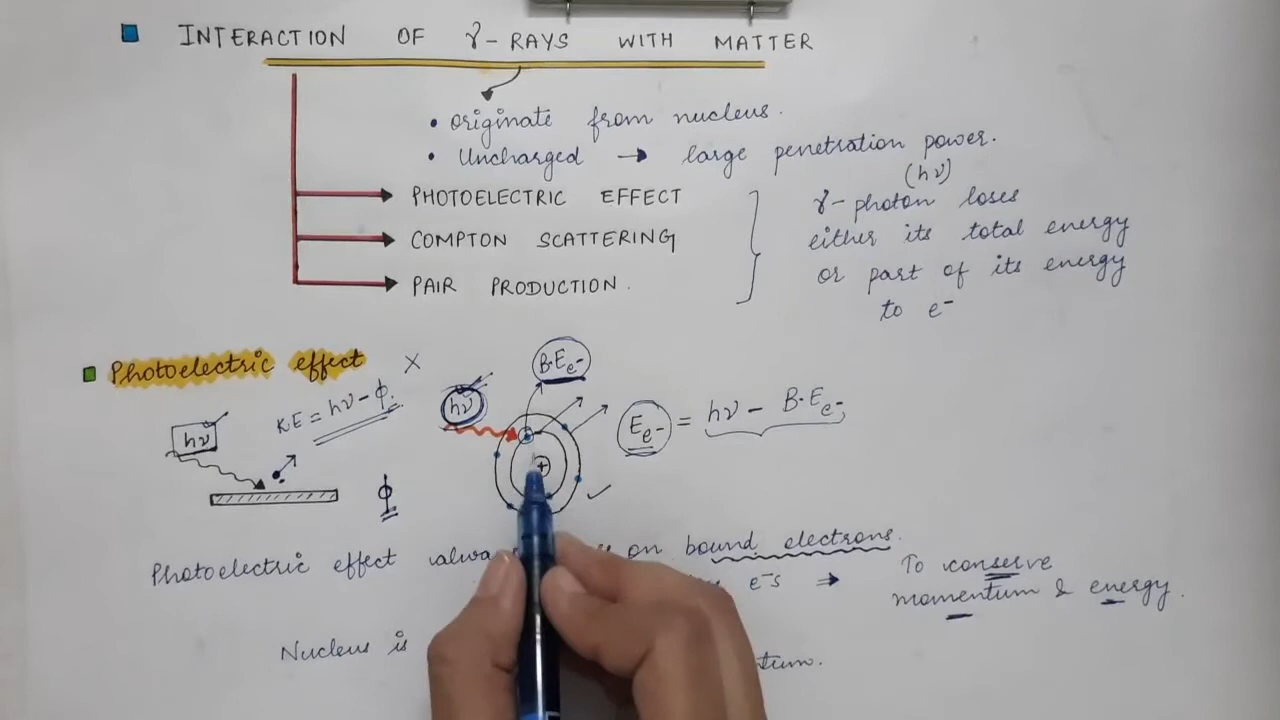 INTERACTION OF γ-RAYS WITH MATTER
• originate from nucleus.
• Uncharged → large penetration power.
PHOTOELECTRIC EFFECT
COMPTON SCATTERING
PAIR PRODUCTION.
(hν)
γ-photon loses
either its total energy
or part of its energy
to e⁻
Photoelectric effect ×
hν
KE = hν - ϕ.
ϕ
hν
B.E e⁻
+
E e⁻ = hν - B.E e⁻
Photoelectric effect on bound electrons.
e⁻s ⇒ To conserve
momentum & energy.
Nucleus is